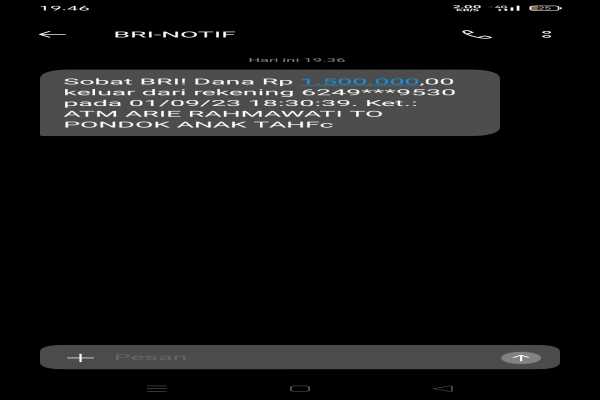 19.46
2.00 KB/S 4G 25
BRI-NOTIF
Hari ini 19.36
Sobat BRI! Dana Rp 1.500.000,00
keluar dari rekening 6249***9530
pada 01/09/23 18:30:39. Ket.:
ATM ARIE RAHMAWATI TO
PONDOK ANAK TAHFc
Pesan